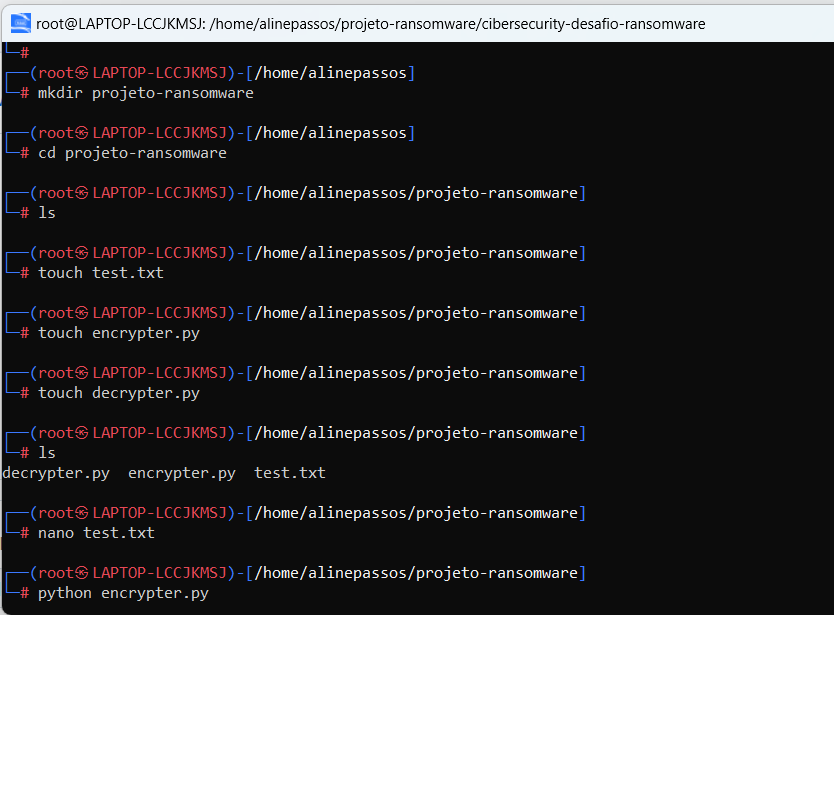 root@LAPTOP-LCCJKMSJ: /home/alinepassos/projeto-ransomware/cibersecurity-desafio-ransomware
└─#
┌──(root㉿LAPTOP-LCCJKMSJ)-[/home/alinepassos]
└─# mkdir projeto-ransomware
┌──(root㉿LAPTOP-LCCJKMSJ)-[/home/alinepassos]
└─# cd projeto-ransomware
┌──(root㉿LAPTOP-LCCJKMSJ)-[/home/alinepassos/projeto-ransomware]
└─# ls
┌──(root㉿LAPTOP-LCCJKMSJ)-[/home/alinepassos/projeto-ransomware]
└─# touch test.txt
┌──(root㉿LAPTOP-LCCJKMSJ)-[/home/alinepassos/projeto-ransomware]
└─# touch encrypter.py
┌──(root㉿LAPTOP-LCCJKMSJ)-[/home/alinepassos/projeto-ransomware]
└─# touch decrypter.py
┌──(root㉿LAPTOP-LCCJKMSJ)-[/home/alinepassos/projeto-ransomware]
└─# ls
decrypter.py  encrypter.py  test.txt
┌──(root㉿LAPTOP-LCCJKMSJ)-[/home/alinepassos/projeto-ransomware]
└─# nano test.txt
┌──(root㉿LAPTOP-LCCJKMSJ)-[/home/alinepassos/projeto-ransomware]
└─# python encrypter.py